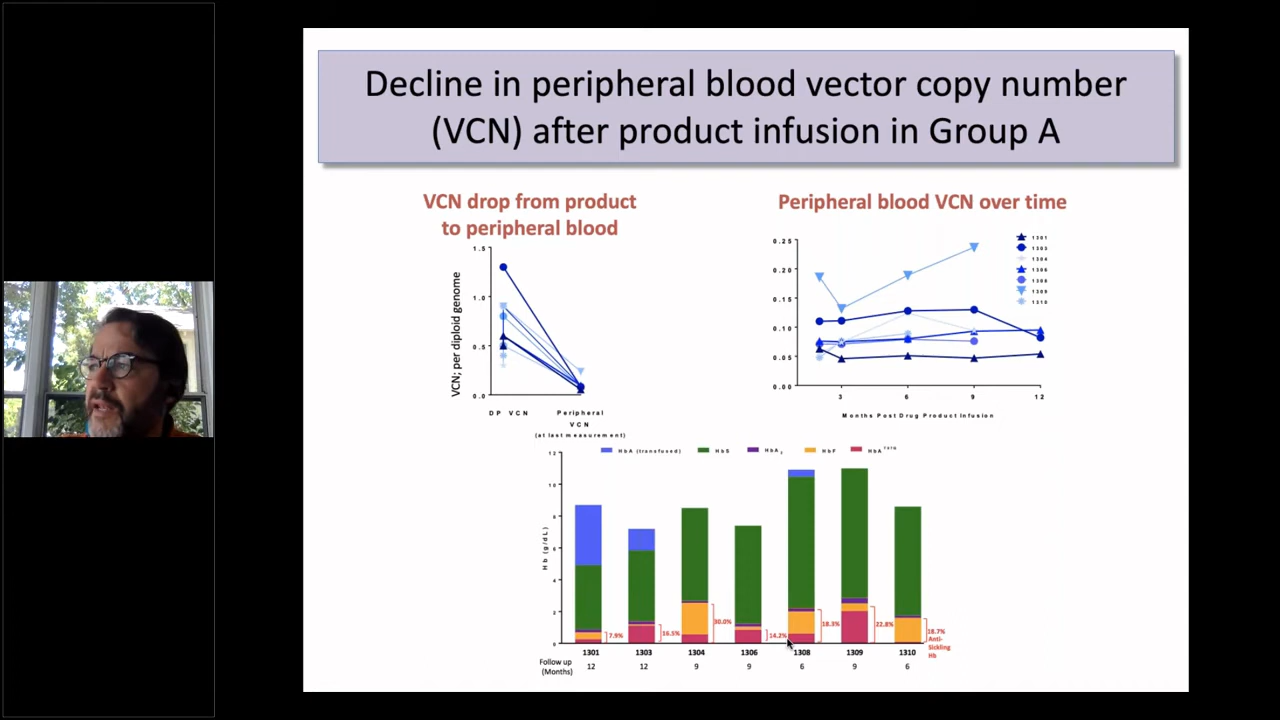 Decline in peripheral blood vector copy number
(VCN) after product infusion in Group A
VCN drop from product
to peripheral blood
VCN; per diploid genome
1.5
1.0
0.5
0.0
DP VCN
Peripheral
VCN
(at last measurement)
Peripheral blood VCN over time
0.25
0.20
0.15
0.10
0.05
0.00
3
6
9
12
Months Post Drug Product Infusion
1301
1303
1304
1306
1308
1309
1310
HbA (transfused)
HbS
HbA2
HbF
HbA
Hb (g/dL)
12
10
8
6
4
2
0
7.9%
16.5%
30.0%
14.2%
18.3%
22.8%
18.7%
Anti-
Sickling
Hb
1301 1303 1304 1306 1308 1309 1310
Follow up
(Months)
12 12 9 9 6 9 6